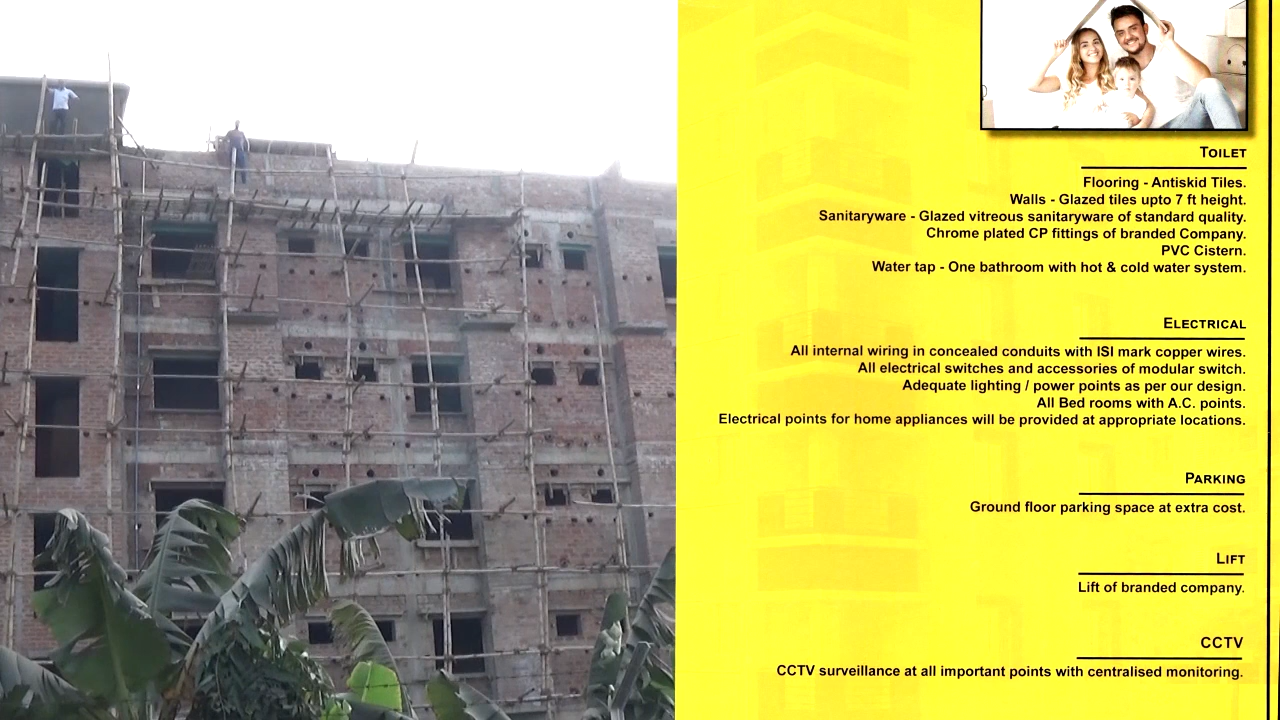 TOILET
Flooring - Antiskid Tiles.
Walls - Glazed tiles upto 7 ft height.
Sanitaryware - Glazed vitreous sanitaryware of standard quality.
Chrome plated CP fittings of branded Company.
PVC Cistern.
Water tap - One bathroom with hot & cold water system.
ELECTRICAL
All internal wiring in concealed conduits with ISI mark copper wires.
All electrical switches and accessories of modular switch.
Adequate lighting / power points as per our design.
All Bed rooms with A.C. points.
Electrical points for home appliances will be provided at appropriate locations.
PARKING
Ground floor parking space at extra cost.
LIFT
Lift of branded company.
CCTV
CCTV surveillance at all important points with centralised monitoring.